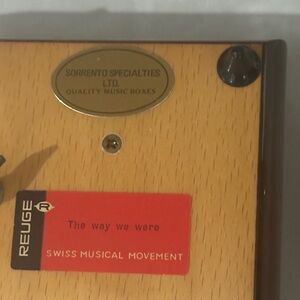 SORRENTO SPECIALTIES
LTD.
QUALITY MUSIC BOXES
REUGE R
The way we were
SWISS MUSICAL MOVEMENT